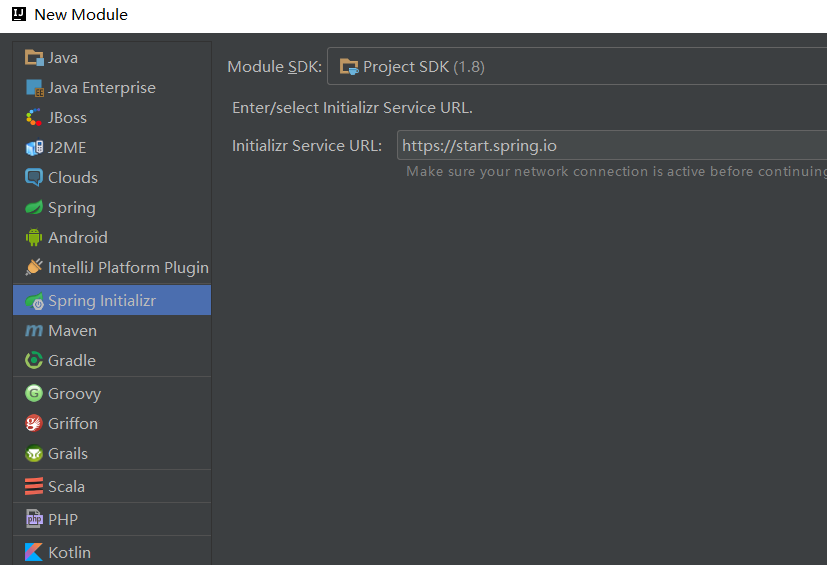 New Module
Java
Java Enterprise
JBoss
J2ME
Clouds
Spring
Android
IntelliJ Platform Plugin
Spring Initializr
Maven
Gradle
Groovy
Griffon
Grails
Scala
PHP
Kotlin
Module SDK: Project SDK (1.8)
Enter/select Initializr Service URL.
Initializr Service URL: https://start.spring.io
Make sure your network connection is active before continuing